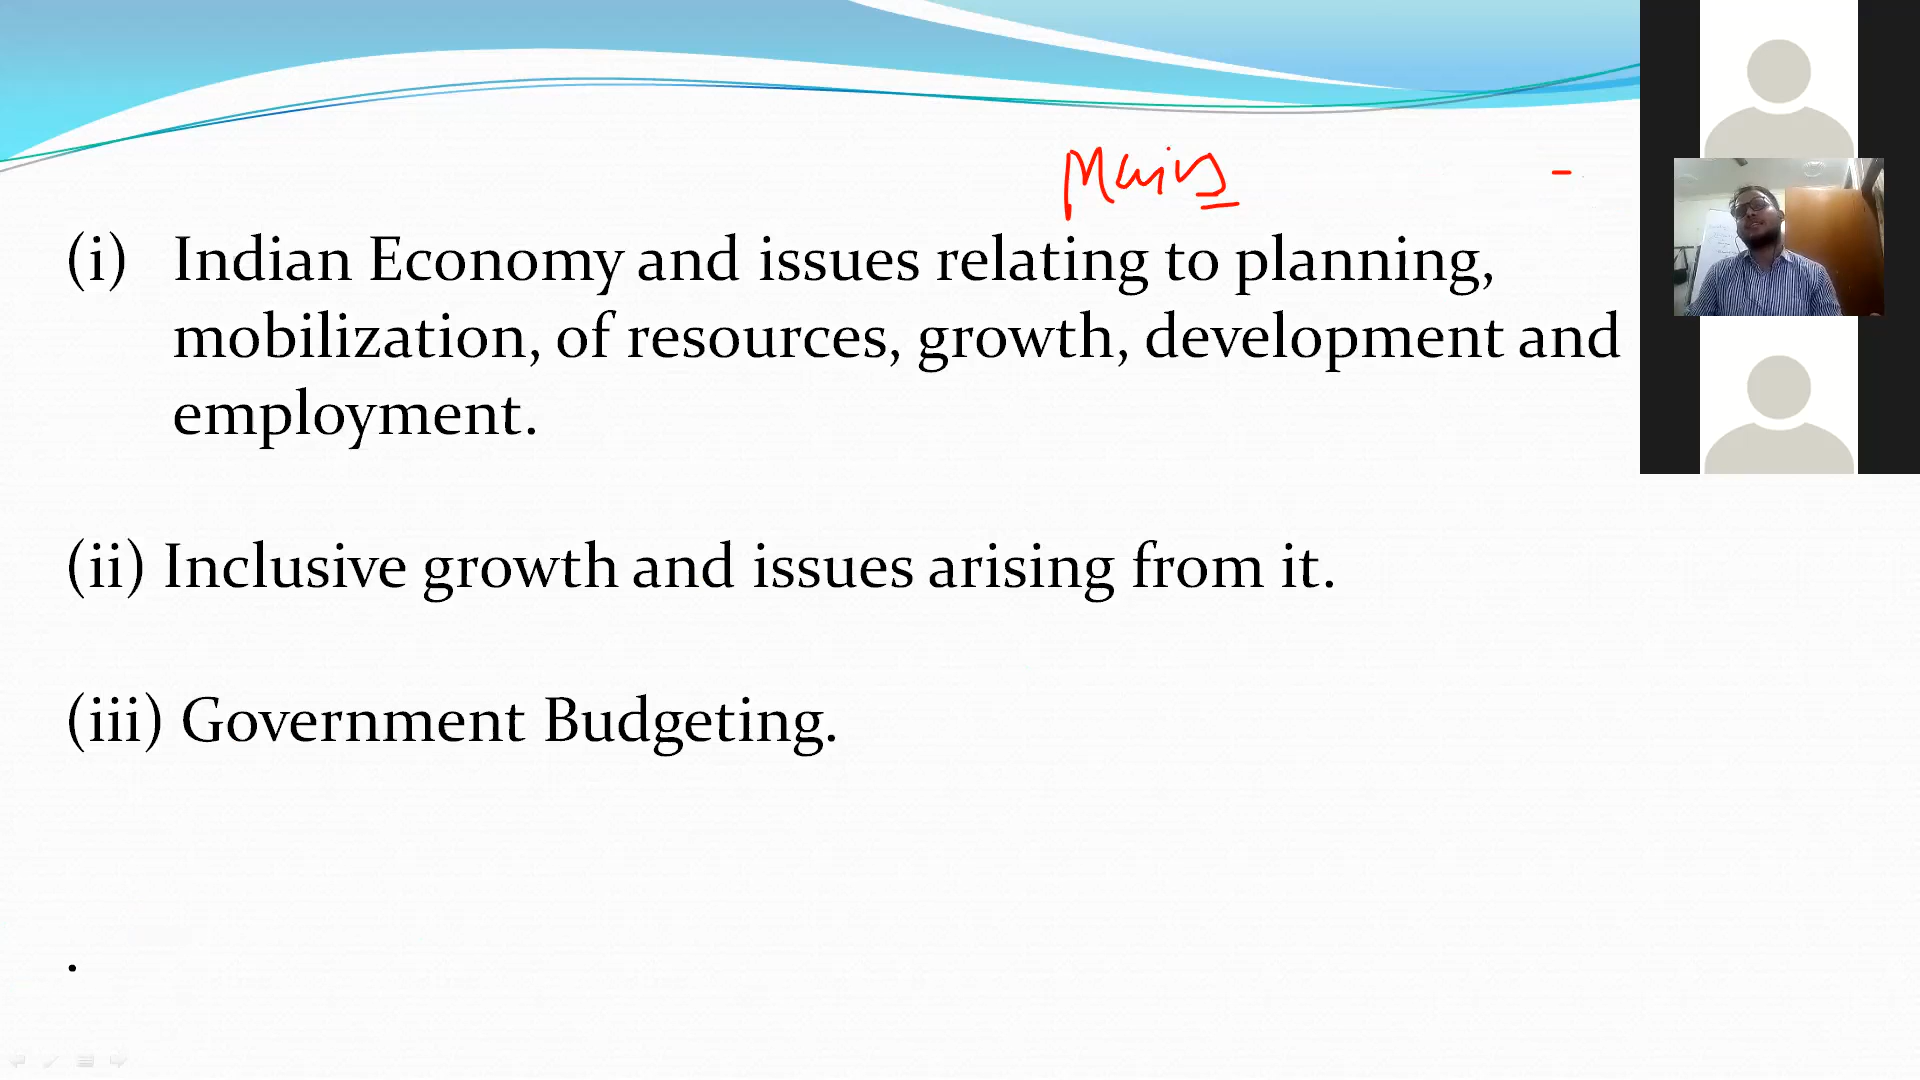 Mains
(i) Indian Economy and issues relating to planning,
mobilization, of resources, growth, development and
employment.
(ii) Inclusive growth and issues arising from it.
(iii) Government Budgeting.
.